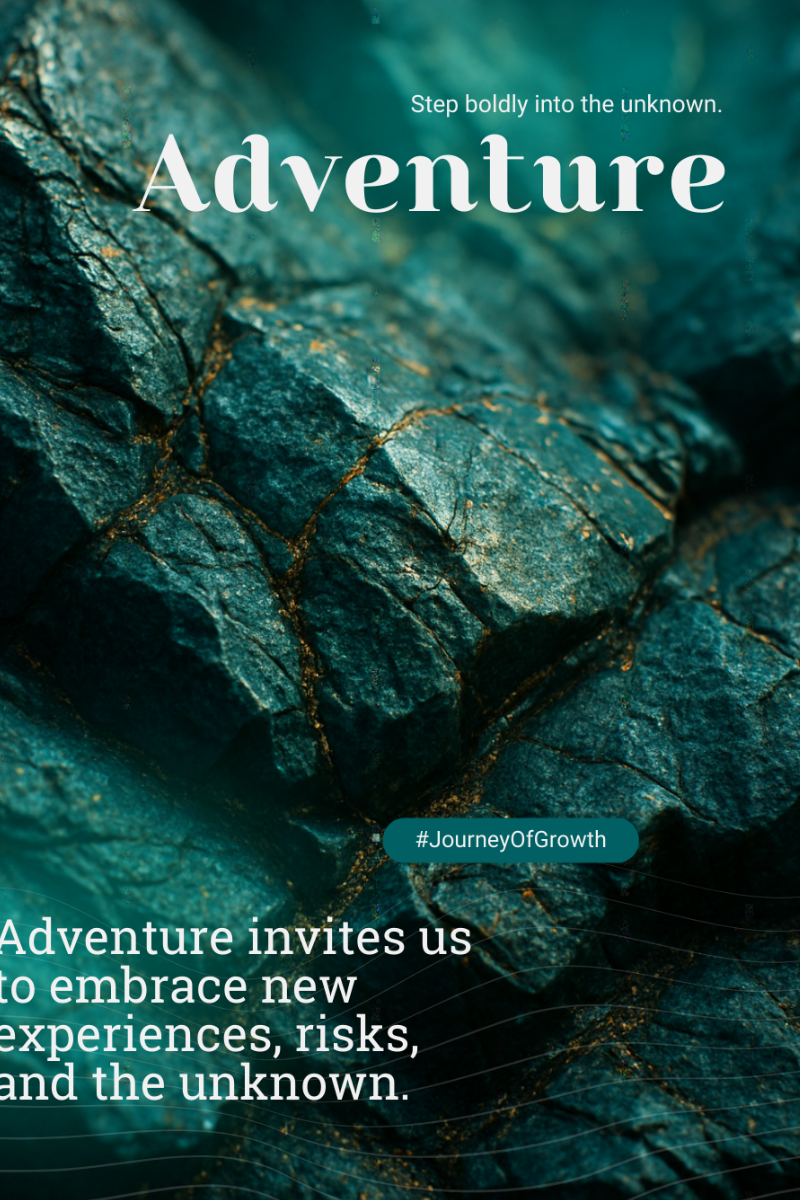 Step boldly into the unknown.
Adventure
#JourneyOfGrowth
Adventure invites us
to embrace new
experiences, risks,
and the unknown.